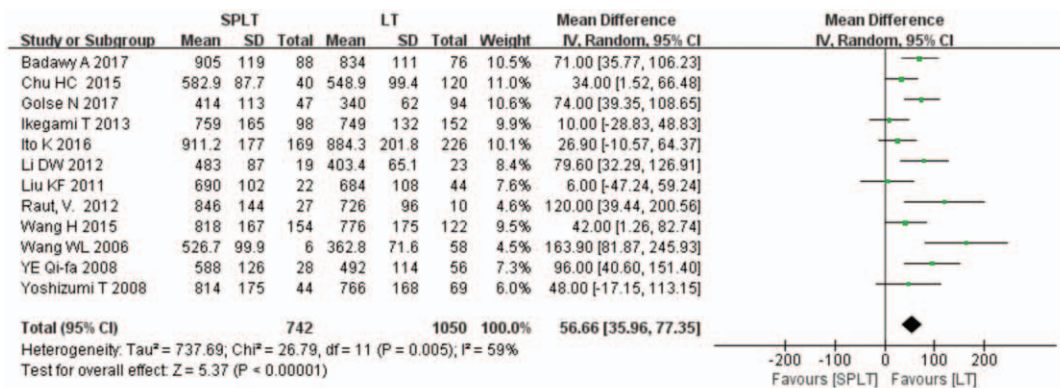 SPLT LT Mean Difference Mean Difference
Study or Subgroup Mean SD Total Mean SD Total Weight IV, Random, 95% CI IV, Random, 95% CI
Badawy A 2017 905 119 88 834 111 76 10.5% 71.00 [35.77, 106.23]
Chu HC 2015 582.9 87.7 40 548.9 99.4 120 11.0% 34.00 [1.52, 66.48]
Golse N 2017 414 113 47 340 62 94 10.6% 74.00 [39.35, 108.65]
Ikegami T 2013 759 165 98 749 132 152 9.9% 10.00 [-28.83, 48.83]
Ito K 2016 911.2 177 169 884.3 201.8 226 10.1% 26.90 [-10.57, 64.37]
Li DW 2012 483 87 19 403.4 65.1 23 8.4% 79.60 [32.29, 126.91]
Liu KF 2011 690 102 22 684 108 44 7.6% 6.00 [-47.24, 59.24]
Raut, V. 2012 846 144 27 726 96 10 4.6% 120.00 [39.44, 200.56]
Wang H 2015 818 167 154 776 175 122 9.5% 42.00 [1.26, 82.74]
Wang WL 2006 526.7 99.9 6 362.8 71.6 58 4.5% 163.90 [81.87, 245.93]
YE Qi-fa 2008 588 126 28 492 114 56 7.3% 96.00 [40.60, 151.40]
Yoshizumi T 2008 814 175 44 766 168 69 6.0% 48.00 [-17.15, 113.15]
Total (95% CI) 742 1050 100.0% 56.66 [35.96, 77.35]
Heterogeneity: Tau² = 737.69; Chi² = 26.79, df = 11 (P = 0.005); I² = 59%
Test for overall effect: Z = 5.37 (P < 0.00001)
-200 -100 0 100 200
Favours [SPLT] Favours [LT]